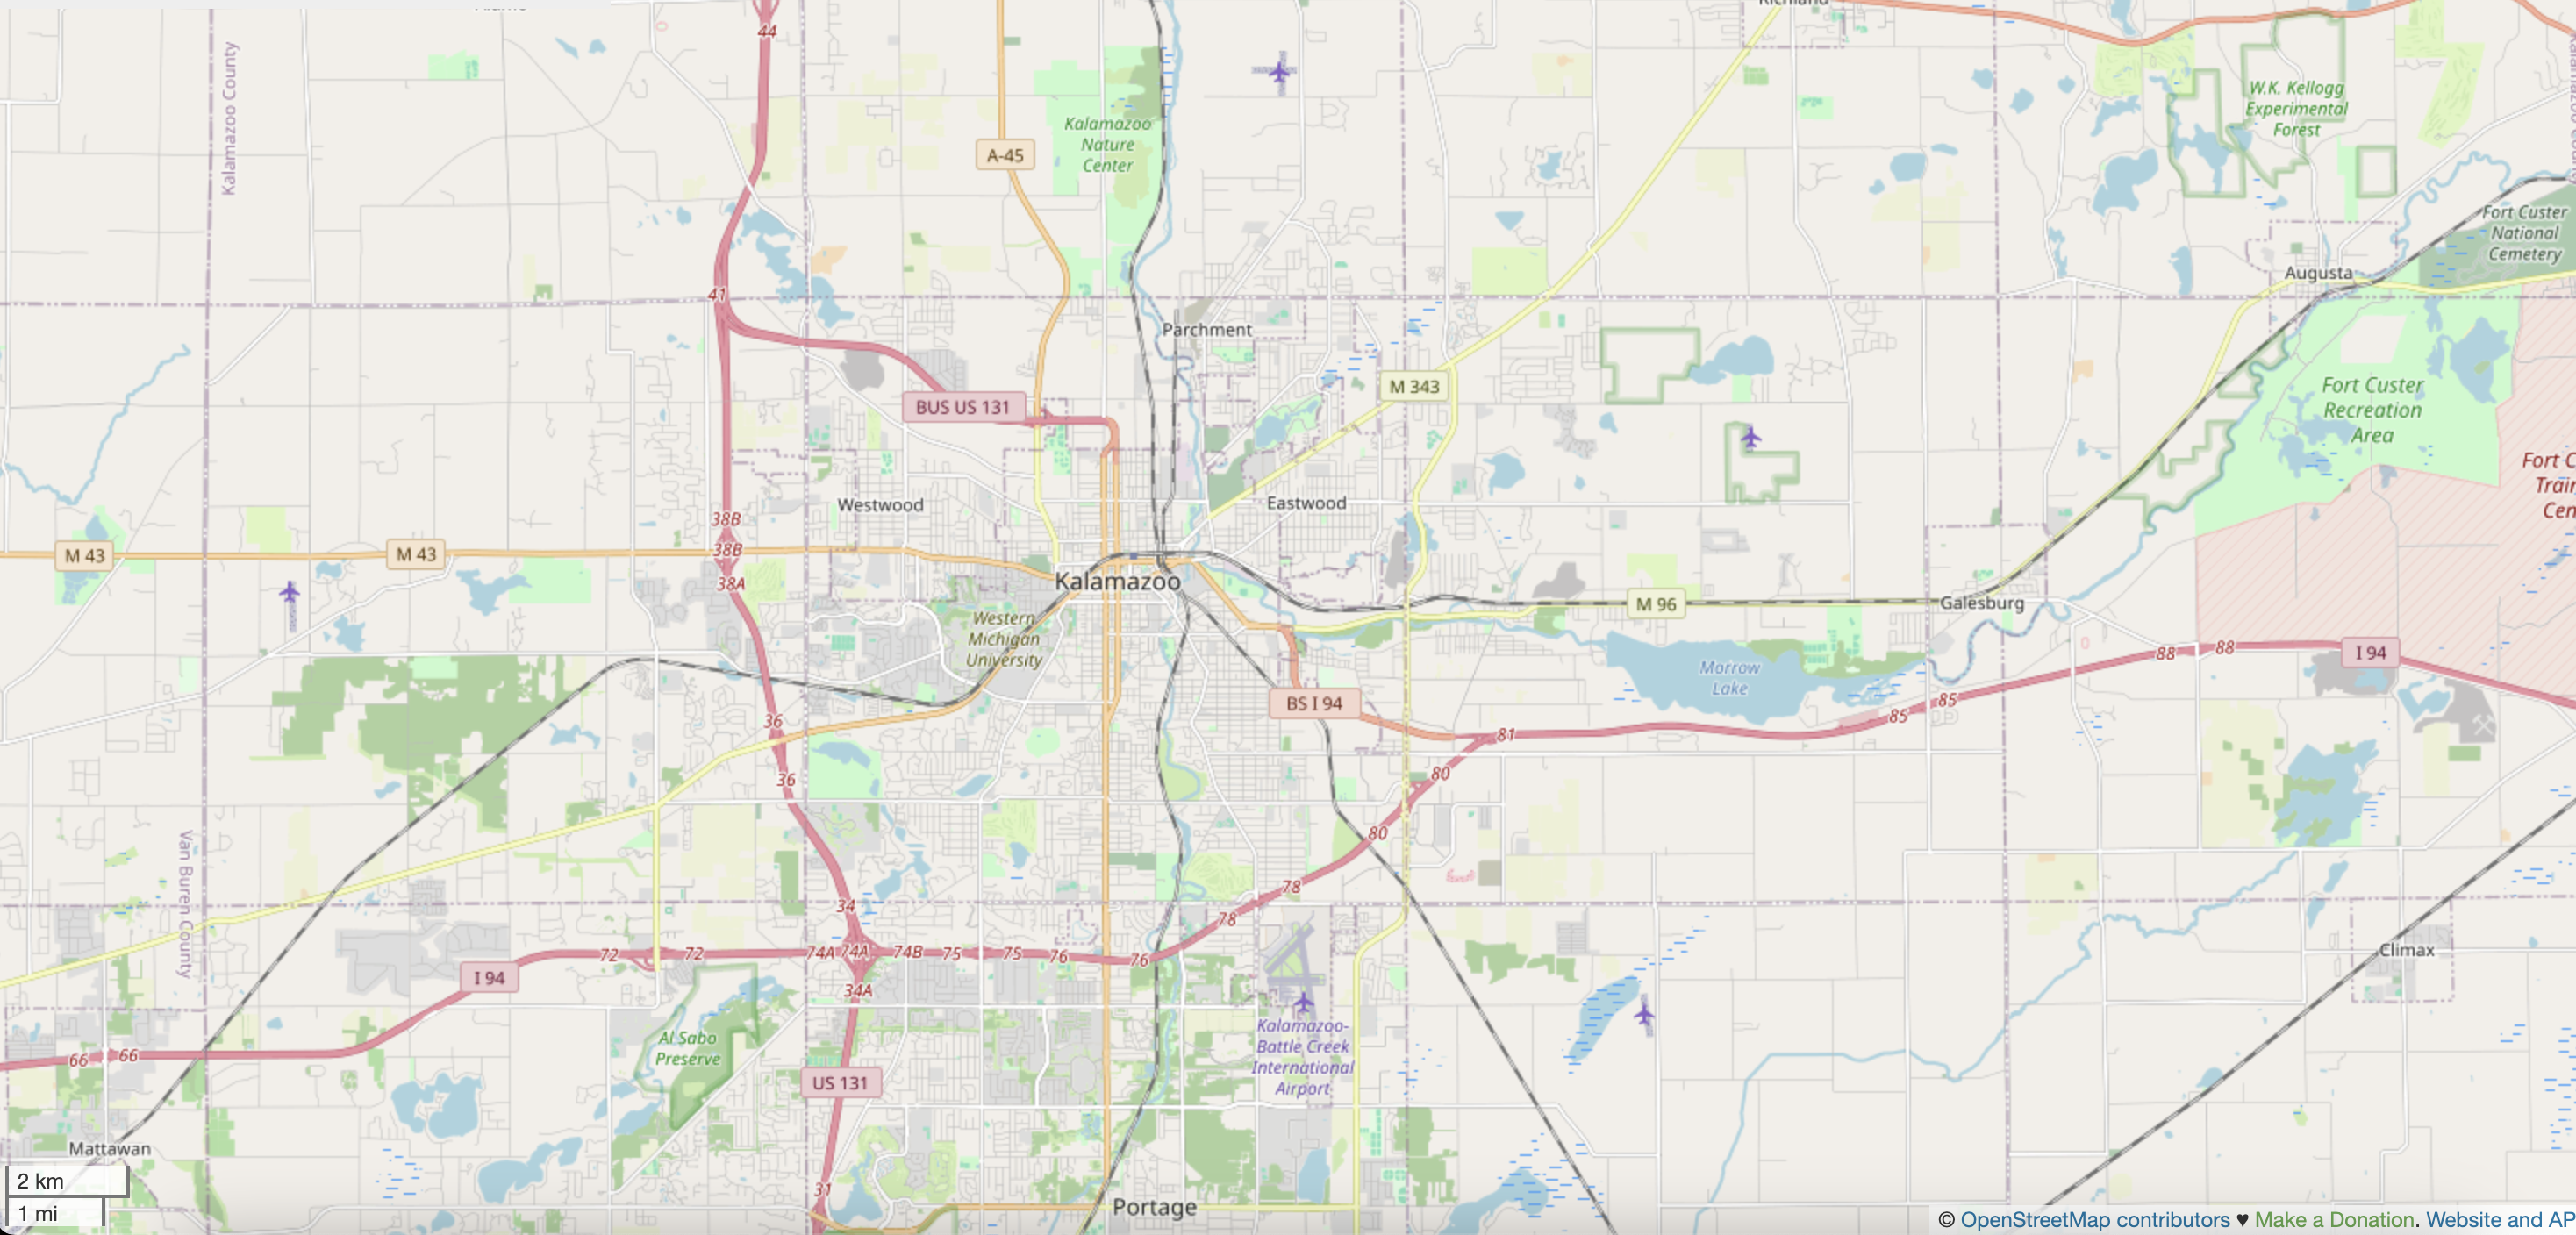 44
Richland
Kalamazoo County
A-45
Kalamazoo
Nature
Center
W.K. Kellogg
Experimental
Forest
Fort Custer
National
Cemetery
Augusta
41
Parchment
BUS US 131
M 343
Fort Custer
Recreation
Area
Westwood
Eastwood
38B
M 43
M 43
38B
38A
Kalamazoo
Western
Michigan
University
M 96
Galesburg
Morrow
Lake
88
88
I 94
BS I 94
85
85
81
36
36
80
80
78
78
Van Buren County
34
72
72
74A
74A
74B
75
75
76
76
I 94
34A
Climax
66
66
Al Sabo
Preserve
US 131
Kalamazoo-
Battle Creek
International
Airport
Mattawan
31
Portage
2 km
1 mi
© OpenStreetMap contributors ♥ Make a Donation. Website and AP